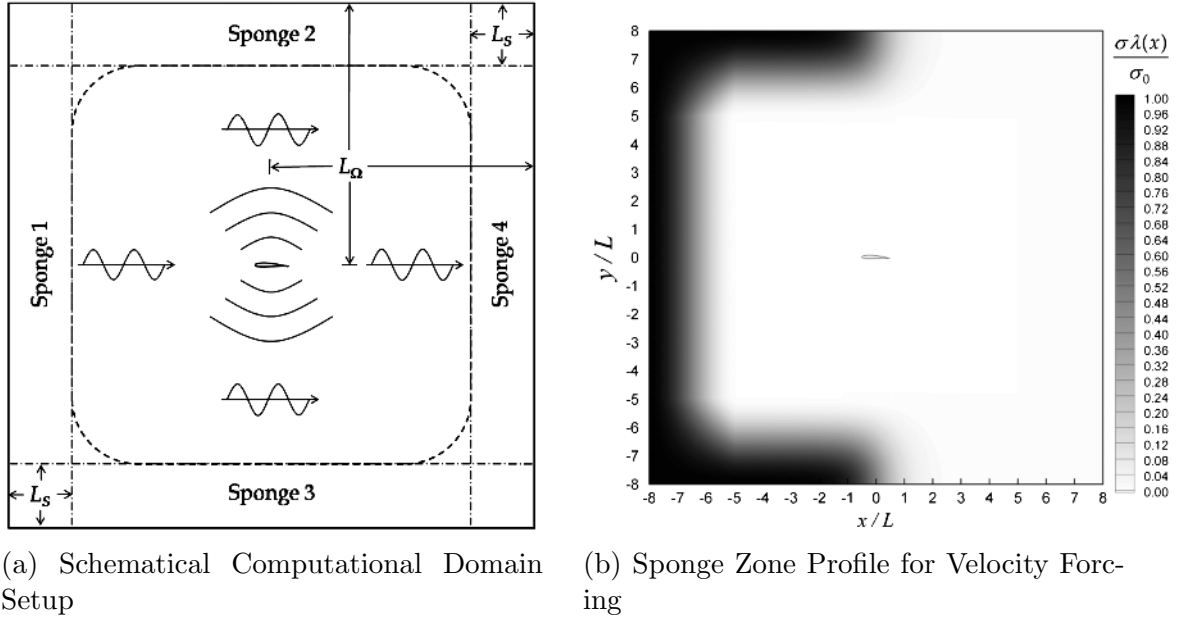 Sponge 2
L_S
L_Ω
Sponge 1
Sponge 4
L_S
Sponge 3
(a) Schematical Computational Domain
Setup
8
7
6
5
4
3
2
1
0
-1
-2
-3
-4
-5
-6
-7
-8
y / L
-8 -7 -6 -5 -4 -3 -2 -1 0 1 2 3 4 5 6 7 8
x / L
σ λ(x)
σ_0
1.00
0.96
0.92
0.88
0.84
0.80
0.76
0.72
0.68
0.64
0.60
0.56
0.52
0.48
0.44
0.40
0.36
0.32
0.28
0.24
0.20
0.16
0.12
0.08
0.04
0.00
(b) Sponge Zone Profile for Velocity Forc-
ing